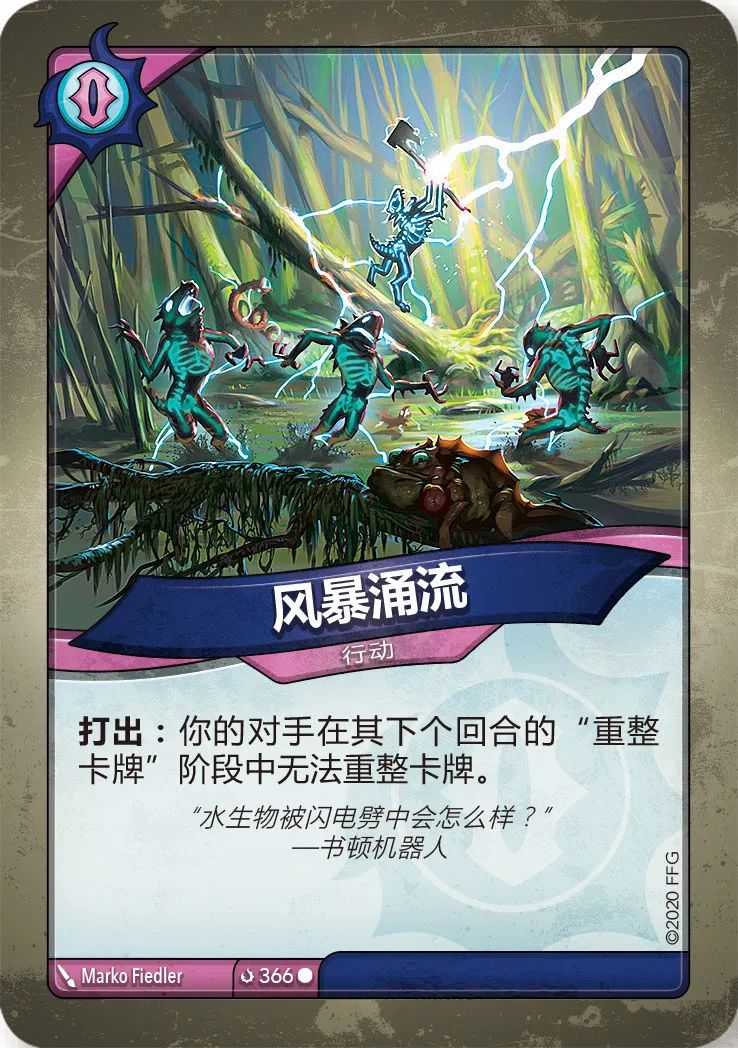 风暴涌流
行动
打出：你的对手在其下个回合的“重整
卡牌”阶段中无法重整卡牌。
“水生物被闪电劈中会怎么样？”
—书顿机器人
©2020 FFG
Marko Fiedler
366